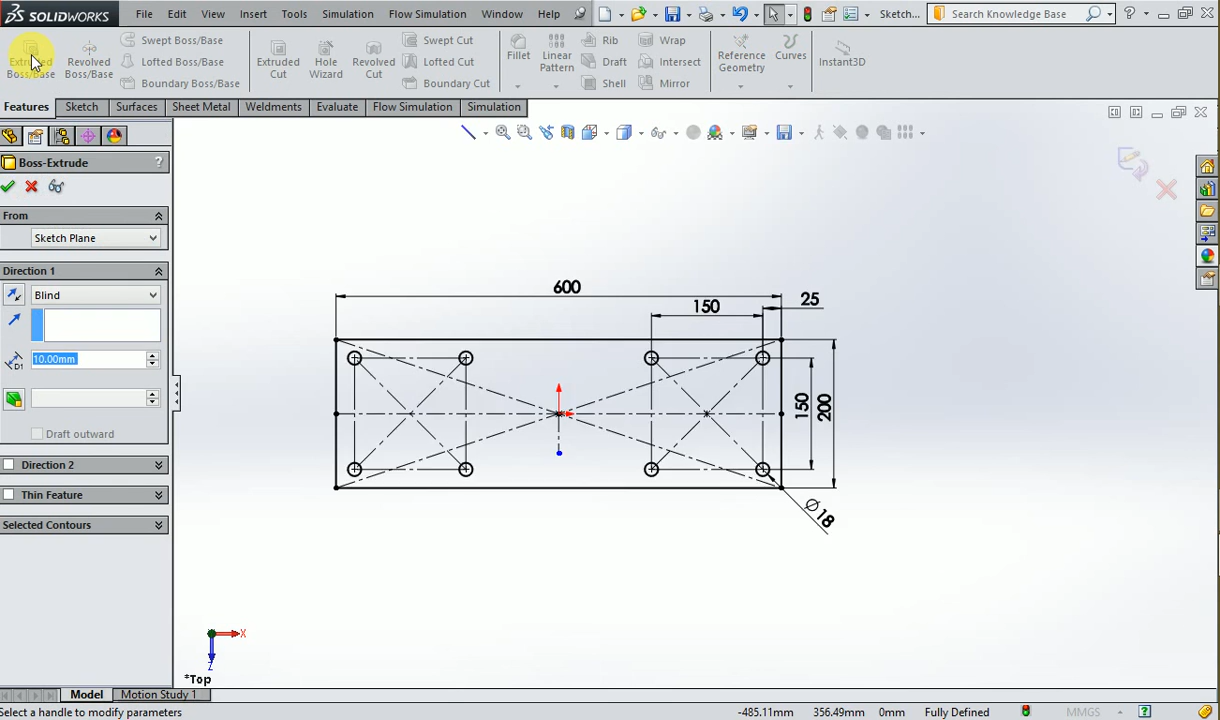 SOLIDWORKS File Edit View Insert Tools Simulation Flow Simulation Window Help Sketch... Search Knowledge Base ?
Extruded Boss/Base
Revolved Boss/Base
Swept Boss/Base
Lofted Boss/Base
Boundary Boss/Base
Extruded Cut
Hole Wizard
Revolved Cut
Swept Cut
Lofted Cut
Boundary Cut
Fillet
Linear Pattern
Rib
Draft
Shell
Wrap
Intersect
Mirror
Reference Geometry
Curves
Instant3D
Features Sketch Surfaces Sheet Metal Weldments Evaluate Flow Simulation Simulation
Boss-Extrude ?
From
Sketch Plane
Direction 1
Blind
D1 10.00mm
Draft outward
Direction 2
Thin Feature
Selected Contours
600
25
150
150
200
Ø18
X
Z
*Top
Model Motion Study 1
Select a handle to modify parameters -485.11mm 356.49mm 0mm Fully Defined MMGS ?